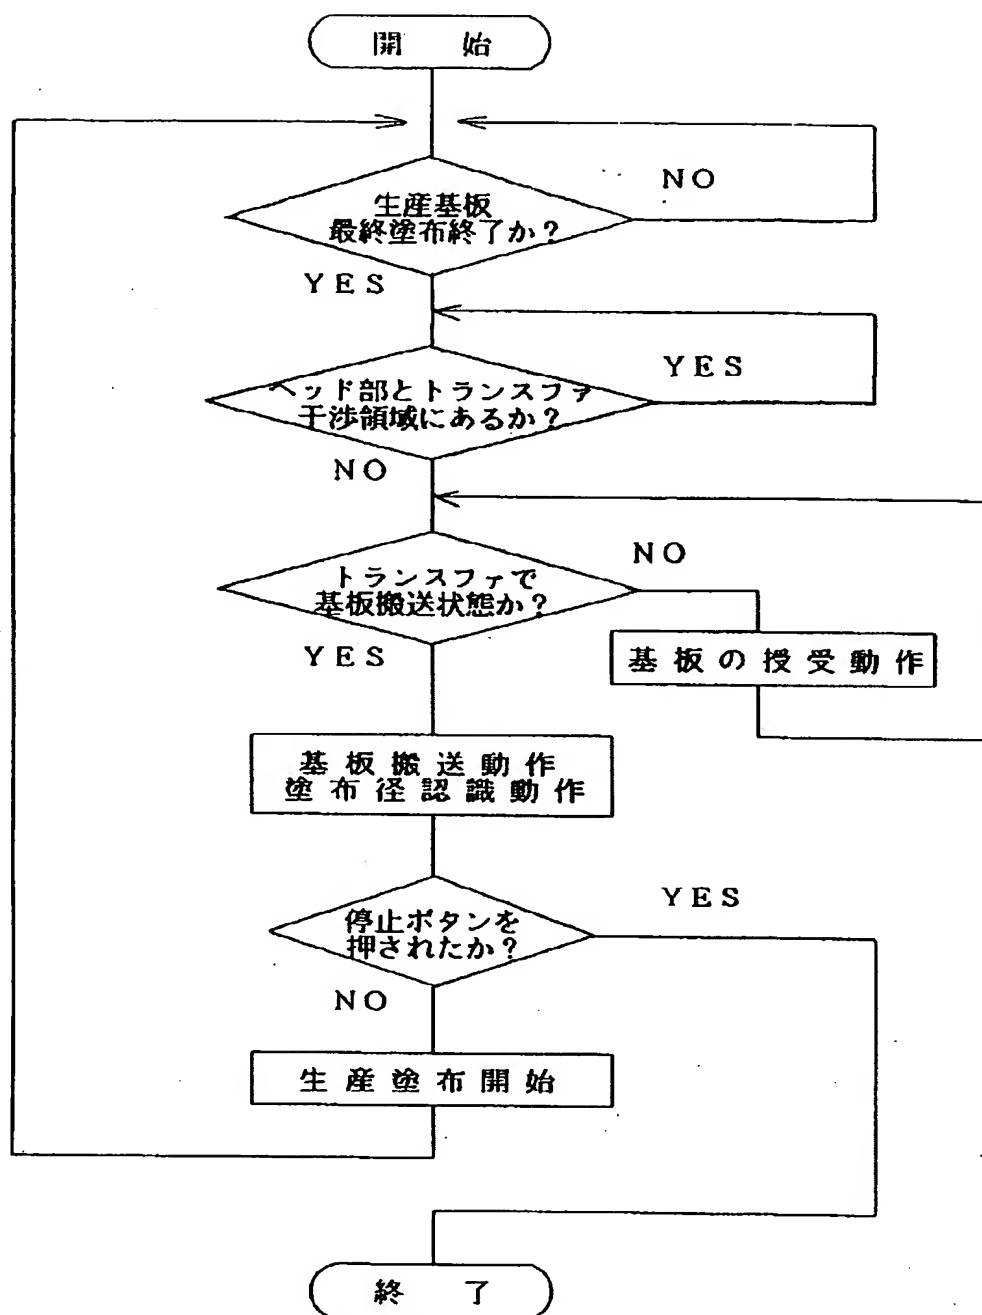 開 始
NO
生産基板
最終塗布終了か?
YES
YES
ヘッド部とトランスファ
干渉領域にあるか?
NO
NO
トランスファで
基板搬送状態か?
YES
基板の授受動作
基板搬送動作
塗布径認識動作
YES
停止ボタンを
押されたか?
NO
生産塗布開始
終 了